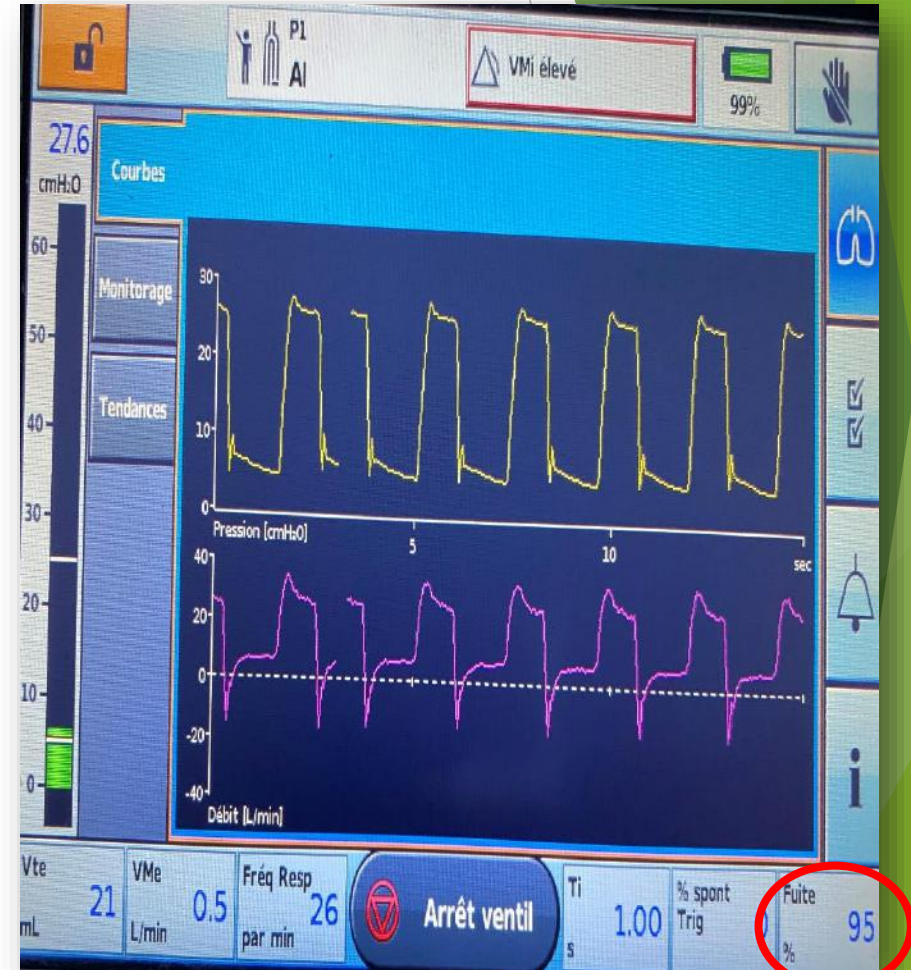 P1
AI
VMi élevé
99%
27.6
cmH₂O
60
50
40
30
20
10
0
Courbes
Monitorage
Tendances
30
20
10
0
Pression [cmH₂O]
5
10
sec
40
20
0
-20
-40
Débit [L/min]
i
Vte
21
mL
VMe
0.5
L/min
Fréq Resp
26
par min
Arrêt ventil
Ti
1.00
s
% spont
Trig
Fuite
95
%